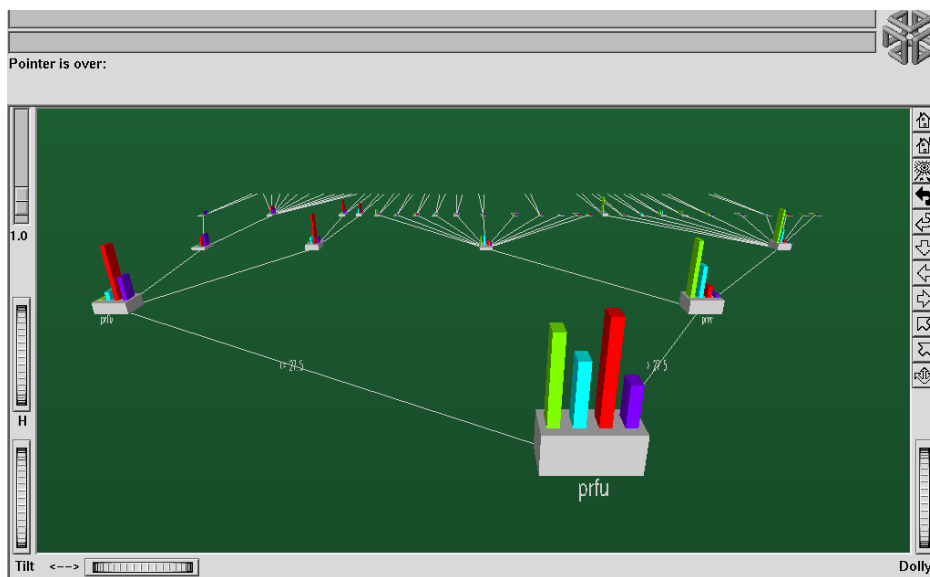 Pointer is over:
1.0
prfu
<= 27.5
> 27.5
H
prfu
Tilt <-->
Dolly